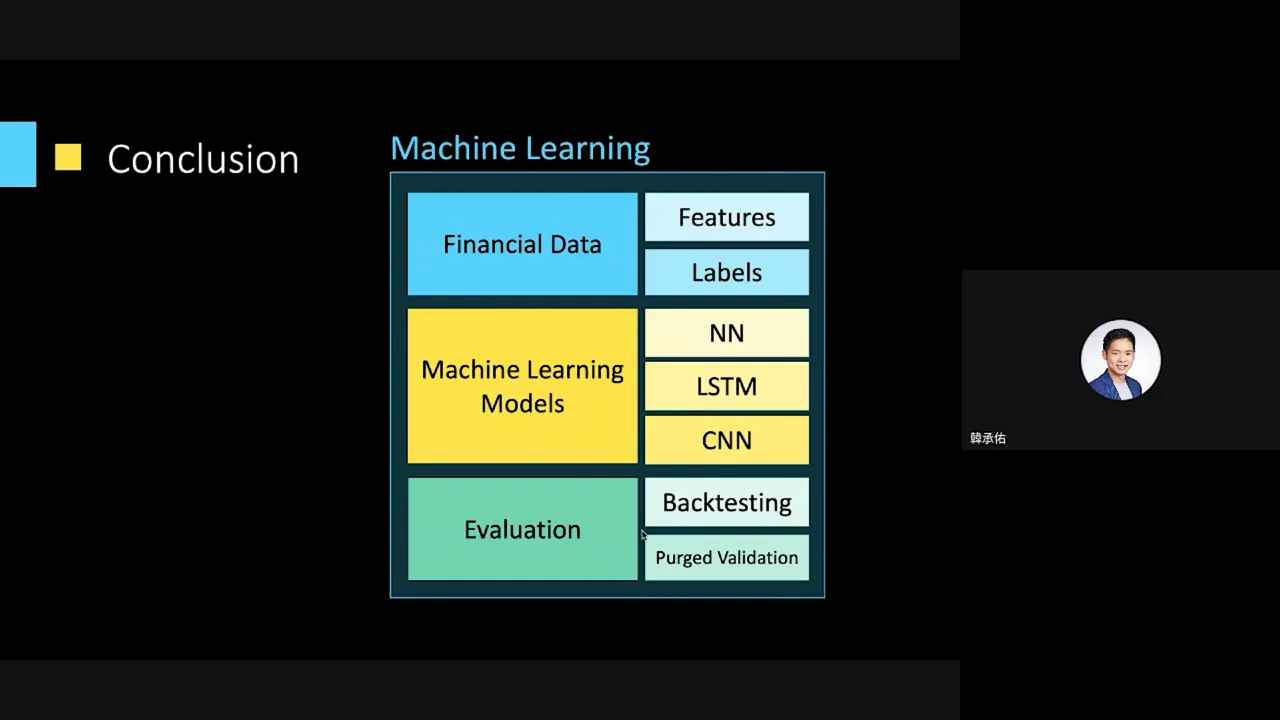 Conclusion
Machine Learning
Financial Data
Features
Labels
Machine Learning
Models
NN
LSTM
CNN
Evaluation
Backtesting
Purged Validation
韓承佑